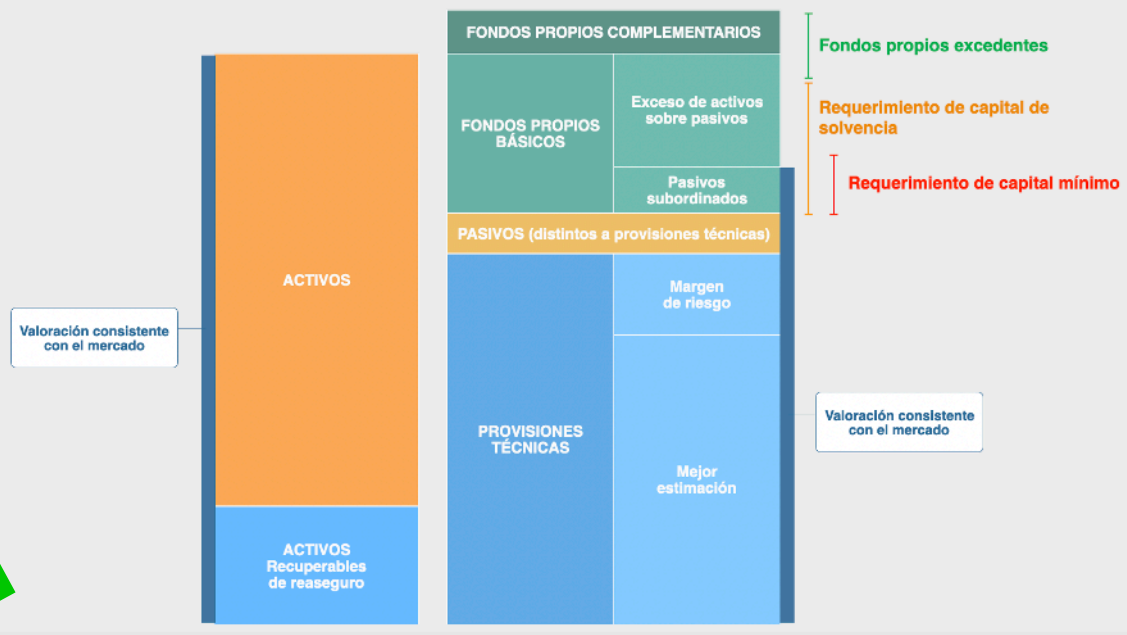 FONDOS PROPIOS COMPLEMENTARIOS
Fondos propios excedentes
FONDOS PROPIOS
BÁSICOS
Exceso de activos
sobre pasivos
Requerimiento de capital de
solvencia
Pasivos
subordinados
Requerimiento de capital mínimo
PASIVOS (distintos a provisiones técnicas)
ACTIVOS
Margen
de riesgo
Valoración consistente
con el mercado
PROVISIONES
TÉCNICAS
Valoración consistente
con el mercado
Mejor
estimación
ACTIVOS
Recuperables
de reaseguro